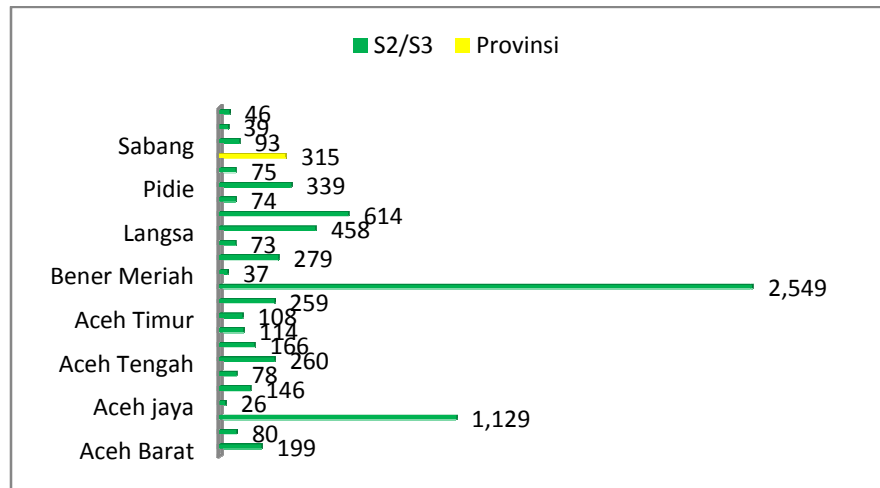 S2/S3 Provinsi
46
39
Sabang 93
315
75
Pidie 339
74
614
Langsa 458
73
279
Bener Meriah 37
2,549
259
Aceh Timur 108
114
166
Aceh Tengah 260
78
146
Aceh jaya 26
1,129
80
Aceh Barat 199